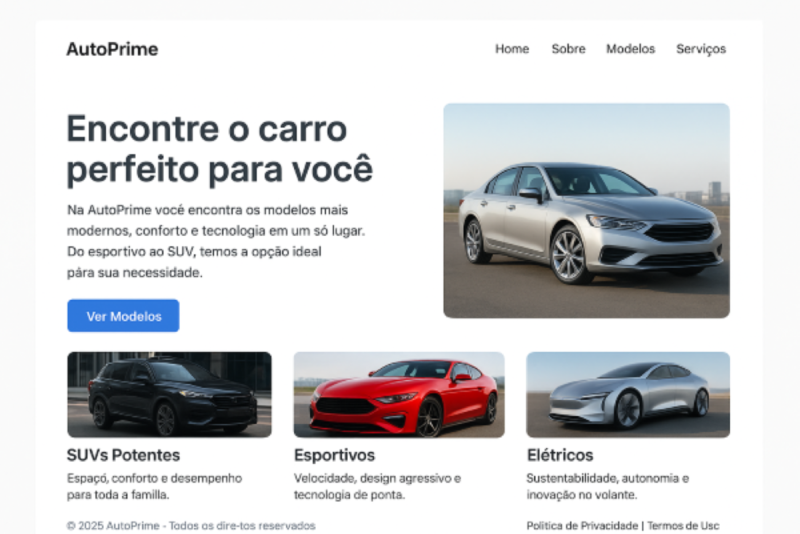 AutoPrime
Home Sobre Modelos Serviços
Encontre o carro
perfeito para você
Na AutoPrime você encontra os modelos mais
modernos, conforto e tecnologia em um só lugar.
Do esportivo ao SUV, temos a opção ideal
pára sua necessidade.
Ver Modelos
SUVs Potentes
Espaçó, conforto e desempenho
para toda a familla.
Esportivos
Velocidade, design agressivo e
tecnologia de ponta.
Elétricos
Sustentabilidade, autonomia e
inovação no volante.
© 2025 AutoPrime - Todos os dire-tos reservados
Política de Privacidade | Termos de Usc